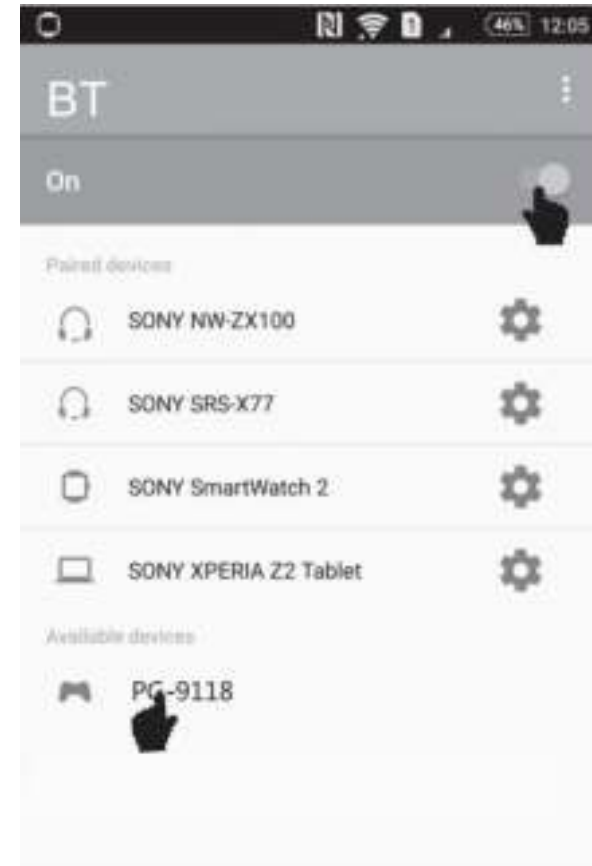 46% 12:05
BT
On
Paired devices
SONY NW-ZX100
SONY SRS-X77
SONY SmartWatch 2
SONY XPERIA Z2 Tablet
Available devices
PG-9118